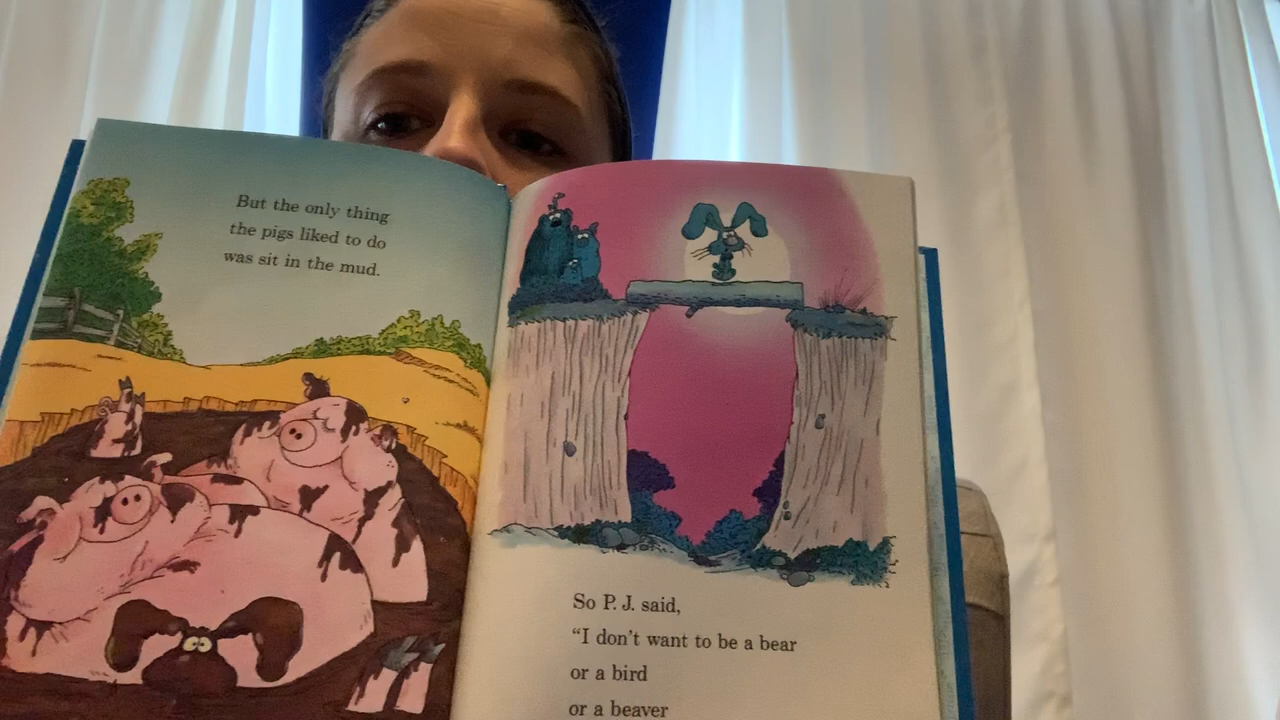 But the only thing
the pigs liked to do
was sit in the mud.
So P. J. said,
"I don't want to be a bear
or a bird
or a beaver